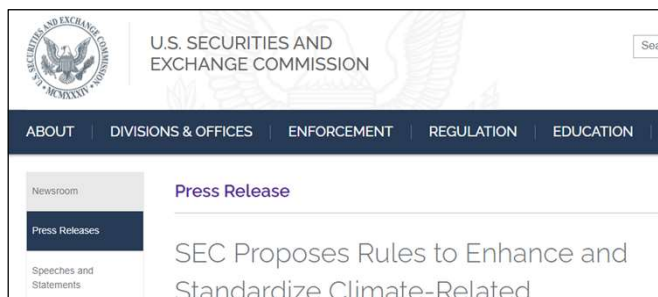 U.S. SECURITIES AND
EXCHANGE COMMISSION
Sea
ABOUT | DIVISIONS & OFFICES | ENFORCEMENT | REGULATION | EDUCATION |
Newsroom
Press Release
Press Releases
SEC Proposes Rules to Enhance and
Speeches and
Statements
Standardize Climate-Related